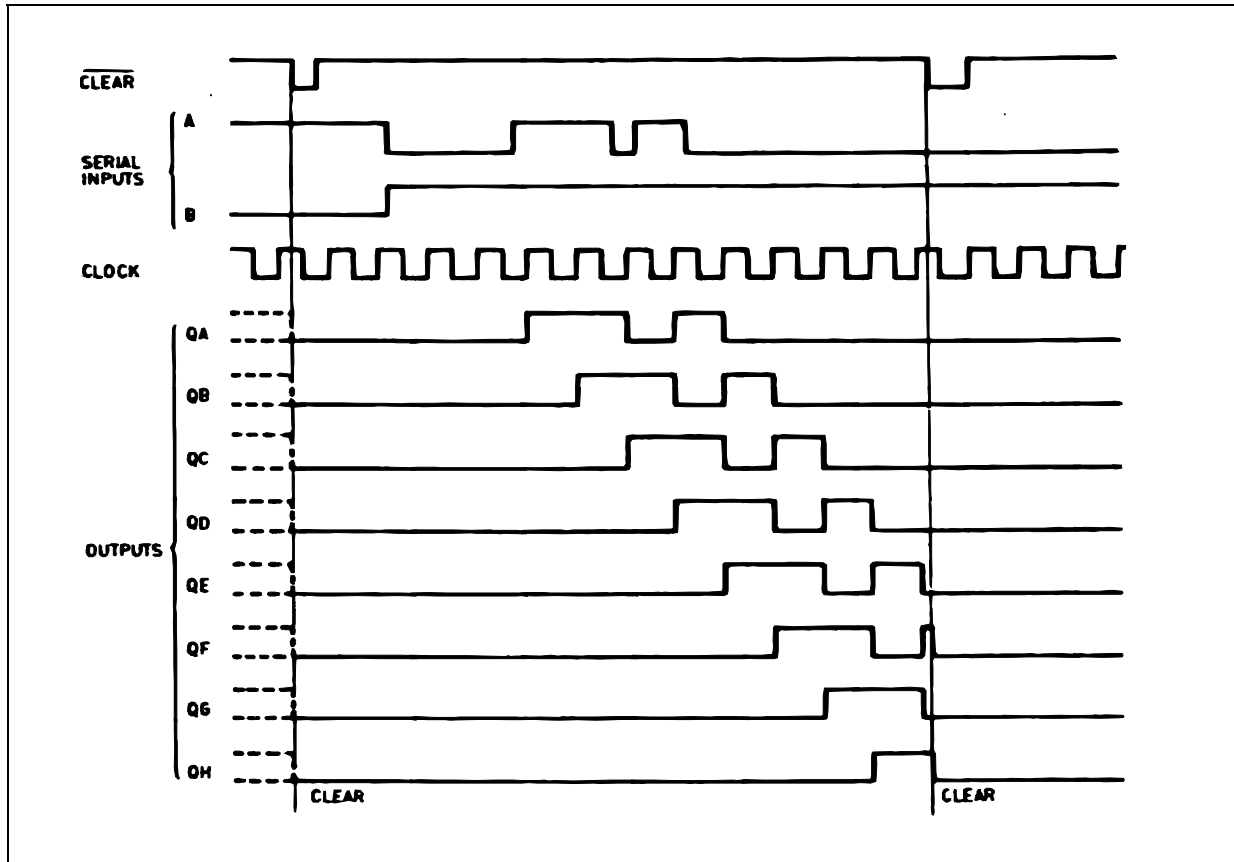 CLEAR
A
SERIAL
INPUTS
B
CLOCK
QA
QB
QC
QD
OUTPUTS
QE
QF
QG
QH
CLEAR
CLEAR